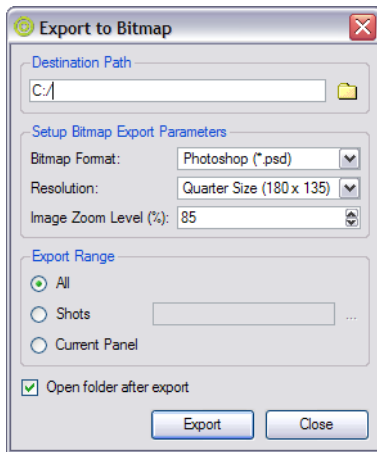 Export to Bitmap
Destination Path
C:/
Setup Bitmap Export Parameters
Bitmap Format: Photoshop (*.psd)
Resolution: Quarter Size (180 x 135)
Image Zoom Level (%): 85
Export Range
All
Shots ...
Current Panel
Open folder after export
Export Close